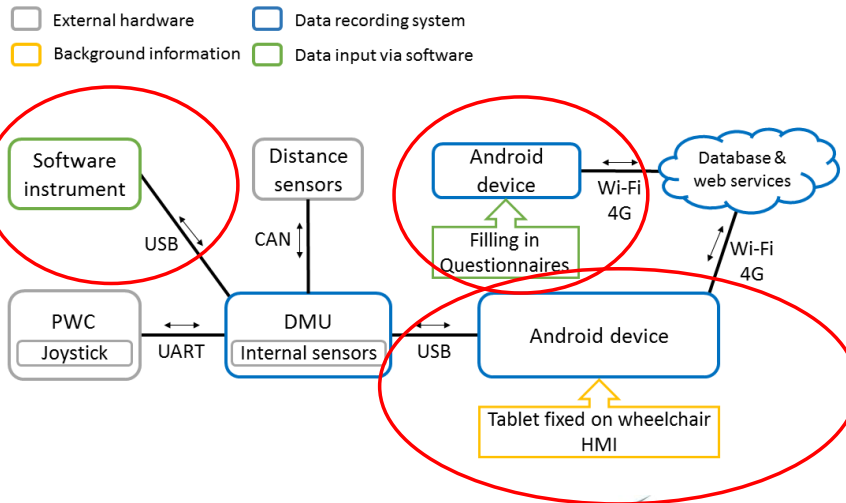 External hardware
Data recording system
Background information
Data input via software
Software
instrument
Distance
sensors
Android
device
Database &
web services
Wi-Fi
4G
USB
CAN
Filling in
Questionnaires
Wi-Fi
4G
PWC
Joystick
UART
DMU
Internal sensors
USB
Android device
Tablet fixed on wheelchair
HMI